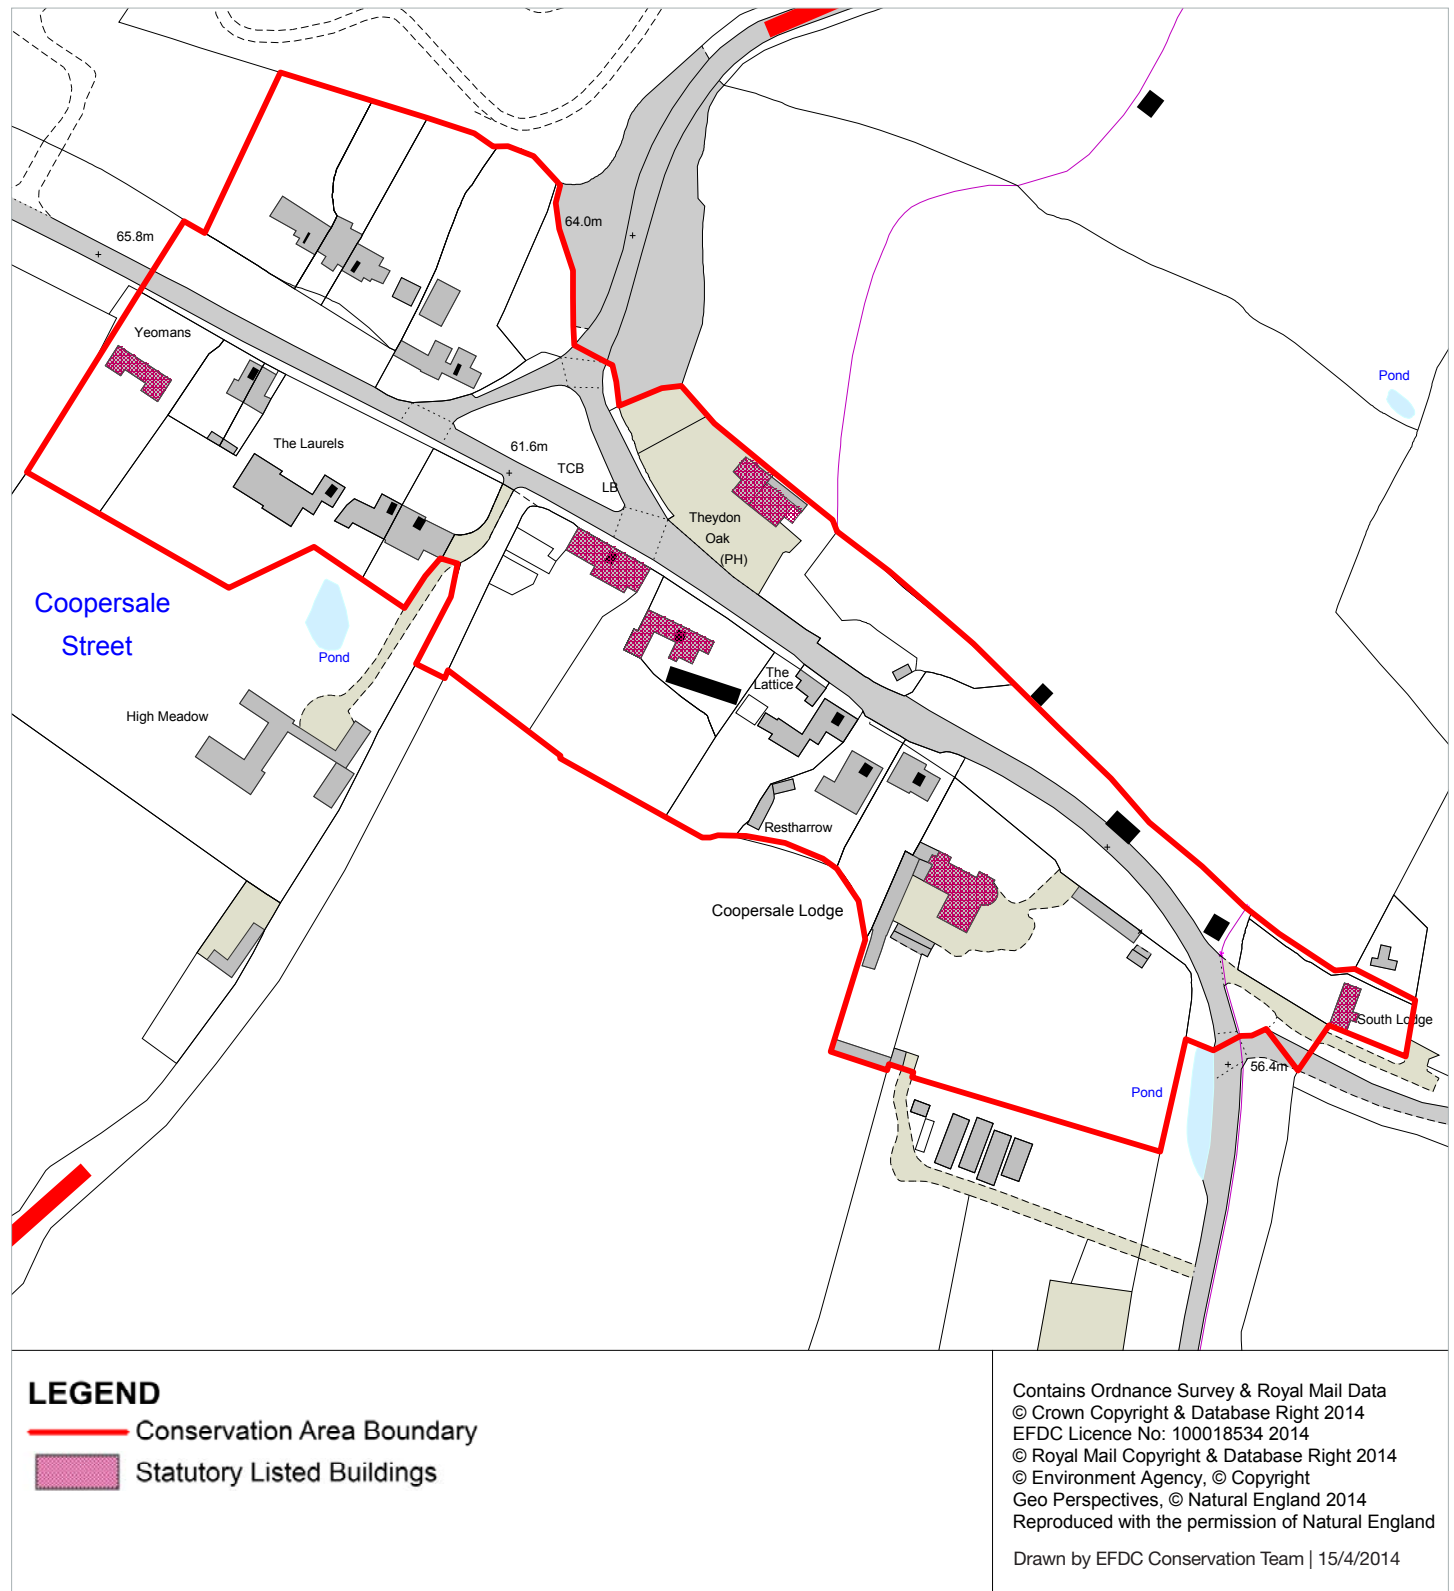 64.0m
65.8m
Yeomans
Pond
The Laurels
61.6m
TCB
LB
Theydon
Oak
(PH)
Coopersale
Street
Pond
The
Lattice
High Meadow
Restharrow
Coopersale Lodge
South Lodge
56.4m
Pond
LEGEND
Conservation Area Boundary
Statutory Listed Buildings
Contains Ordnance Survey & Royal Mail Data
© Crown Copyright & Database Right 2014
EFDC Licence No: 100018534 2014
© Royal Mail Copyright & Database Right 2014
© Environment Agency, © Copyright
Geo Perspectives, © Natural England 2014
Reproduced with the permission of Natural England
Drawn by EFDC Conservation Team | 15/4/2014